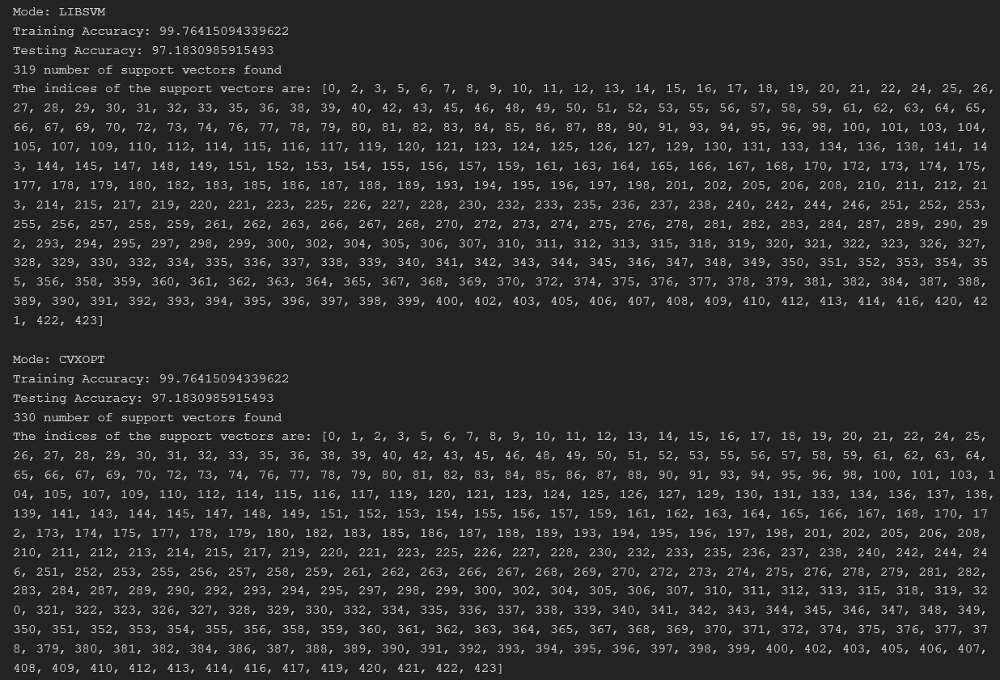 Mode: LIBSVM
Training Accuracy: 99.76415094339622
Testing Accuracy: 97.1830985915493
319 number of support vectors found
The indices of the support vectors are: [0, 2, 3, 5, 6, 7, 8, 9, 10, 11, 12, 13, 14, 15, 16, 17, 18, 19, 20, 21, 22, 24, 25, 26,
27, 28, 29, 30, 31, 32, 33, 35, 36, 38, 39, 40, 42, 43, 45, 46, 48, 49, 50, 51, 52, 53, 55, 56, 57, 58, 59, 61, 62, 63, 64, 65,
66, 67, 69, 70, 72, 73, 74, 76, 77, 78, 79, 80, 81, 82, 83, 84, 85, 86, 87, 88, 90, 91, 93, 94, 95, 96, 98, 100, 101, 103, 104,
105, 107, 109, 110, 112, 114, 115, 116, 117, 119, 120, 121, 123, 124, 125, 126, 127, 129, 130, 131, 133, 134, 136, 138, 141, 14
3, 144, 145, 147, 148, 149, 151, 152, 153, 154, 155, 156, 157, 159, 161, 163, 164, 165, 166, 167, 168, 170, 172, 173, 174, 175,
177, 178, 179, 180, 182, 183, 185, 186, 187, 188, 189, 193, 194, 195, 196, 197, 198, 201, 202, 205, 206, 208, 210, 211, 212, 21
3, 214, 215, 217, 219, 220, 221, 223, 225, 226, 227, 228, 230, 232, 233, 235, 236, 237, 238, 240, 242, 244, 246, 251, 252, 253,
255, 256, 257, 258, 259, 261, 262, 263, 266, 267, 268, 270, 272, 273, 274, 275, 276, 278, 281, 282, 283, 284, 287, 289, 290, 29
2, 293, 294, 295, 297, 298, 299, 300, 302, 304, 305, 306, 307, 310, 311, 312, 313, 315, 318, 319, 320, 321, 322, 323, 326, 327,
328, 329, 330, 332, 334, 335, 336, 337, 338, 339, 340, 341, 342, 343, 344, 345, 346, 347, 348, 349, 350, 351, 352, 353, 354, 35
5, 356, 358, 359, 360, 361, 362, 363, 364, 365, 367, 368, 369, 370, 372, 374, 375, 376, 377, 378, 379, 381, 382, 384, 387, 388,
389, 390, 391, 392, 393, 394, 395, 396, 397, 398, 399, 400, 402, 403, 405, 406, 407, 408, 409, 410, 412, 413, 414, 416, 420, 42
1, 422, 423]
Mode: CVXOPT
Training Accuracy: 99.76415094339622
Testing Accuracy: 97.1830985915493
330 number of support vectors found
The indices of the support vectors are: [0, 1, 2, 3, 5, 6, 7, 8, 9, 10, 11, 12, 13, 14, 15, 16, 17, 18, 19, 20, 21, 22, 24, 25,
26, 27, 28, 29, 30, 31, 32, 33, 35, 36, 38, 39, 40, 42, 43, 45, 46, 48, 49, 50, 51, 52, 53, 55, 56, 57, 58, 59, 61, 62, 63, 64,
65, 66, 67, 69, 70, 72, 73, 74, 76, 77, 78, 79, 80, 81, 82, 83, 84, 85, 86, 87, 88, 90, 91, 93, 94, 95, 96, 98, 100, 101, 103, 1
04, 105, 107, 109, 110, 112, 114, 115, 116, 117, 119, 120, 121, 123, 124, 125, 126, 127, 129, 130, 131, 133, 134, 136, 137, 138,
139, 141, 143, 144, 145, 147, 148, 149, 151, 152, 153, 154, 155, 156, 157, 159, 161, 162, 163, 164, 165, 166, 167, 168, 170, 17
2, 173, 174, 175, 177, 178, 179, 180, 182, 183, 185, 186, 187, 188, 189, 193, 194, 195, 196, 197, 198, 201, 202, 205, 206, 208,
210, 211, 212, 213, 214, 215, 217, 219, 220, 221, 223, 225, 226, 227, 228, 230, 232, 233, 235, 236, 237, 238, 240, 242, 244, 24
6, 251, 252, 253, 255, 256, 257, 258, 259, 261, 262, 263, 266, 267, 268, 269, 270, 272, 273, 274, 275, 276, 278, 279, 281, 282,
283, 284, 287, 289, 290, 292, 293, 294, 295, 297, 298, 299, 300, 302, 304, 305, 306, 307, 310, 311, 312, 313, 315, 318, 319, 32
0, 321, 322, 323, 326, 327, 328, 329, 330, 332, 334, 335, 336, 337, 338, 339, 340, 341, 342, 343, 344, 345, 346, 347, 348, 349,
350, 351, 352, 353, 354, 355, 356, 358, 359, 360, 361, 362, 363, 364, 365, 367, 368, 369, 370, 371, 372, 374, 375, 376, 377, 37
8, 379, 380, 381, 382, 384, 386, 387, 388, 389, 390, 391, 392, 393, 394, 395, 396, 397, 398, 399, 400, 402, 403, 405, 406, 407,
408, 409, 410, 412, 413, 414, 416, 417, 419, 420, 421, 422, 423]